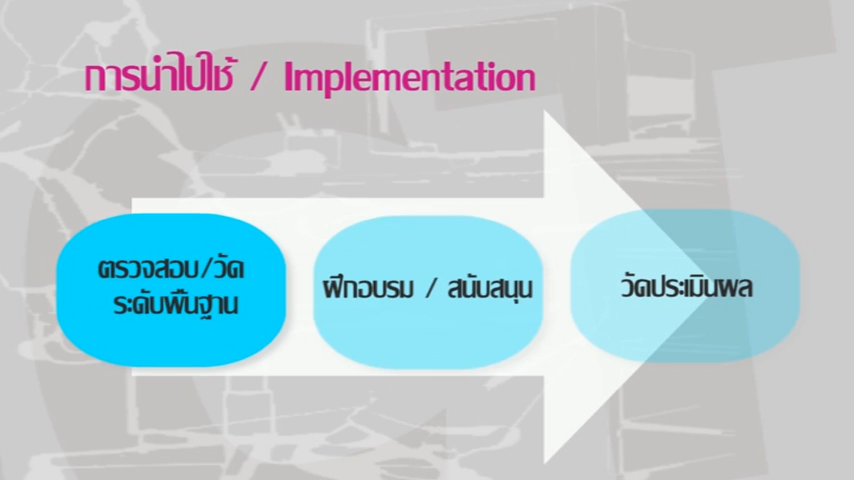 การนำไปใช้ / Implementation
ตรวจสอบ/วัด
ระดับพื้นฐาน
ฝึกอบรม / สนับสนุน
วัดประเมินผล